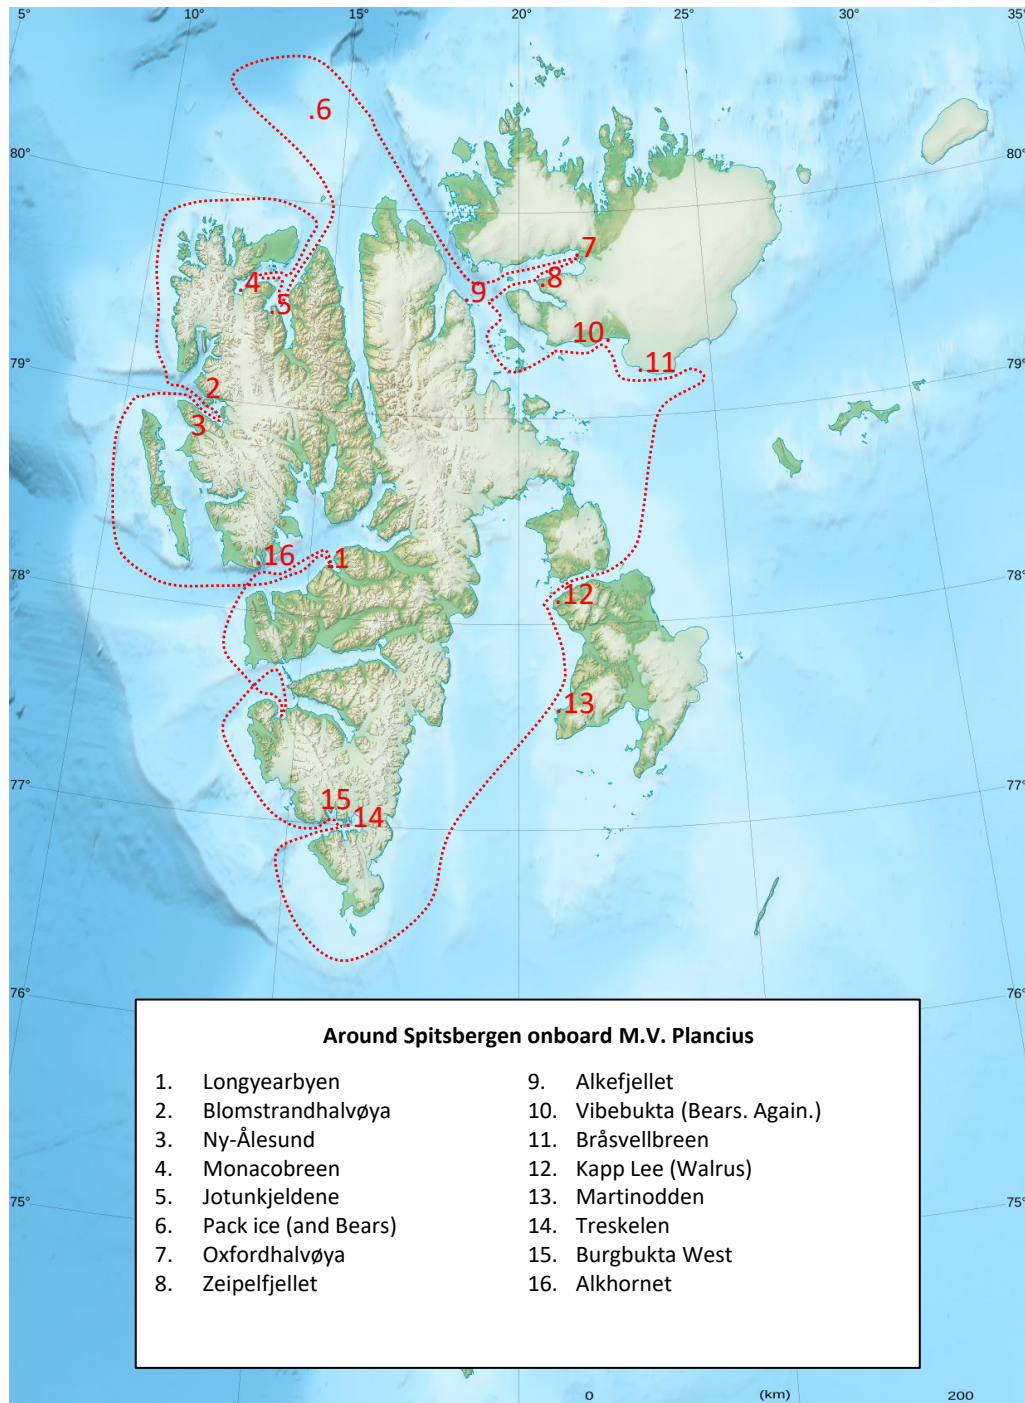 5° 10° 15° 20° 25° 30° 35°
.6
80° 80°
.7
.4 .8
.5 .9
10.
79° 11 79°
2
3
.16 .1
78° .12 78°
.13
77° 15 77°
.14
76° 76°
Around Spitsbergen onboard M.V. Plancius
1. Longyearbyen
2. Blomstrandhalvøya
3. Ny-Ålesund
4. Monacobreen
5. Jotunkjeldene
6. Pack ice (and Bears)
7. Oxfordhalvøya
8. Zeipelfjellet
9. Alkefjellet
10. Vibebukta (Bears. Again.)
11. Bråsvellbreen
12. Kapp Lee (Walrus)
13. Martinodden
14. Treskelen
15. Burgbukta West
16. Alkhornet
75° 75°
0 (km) 200